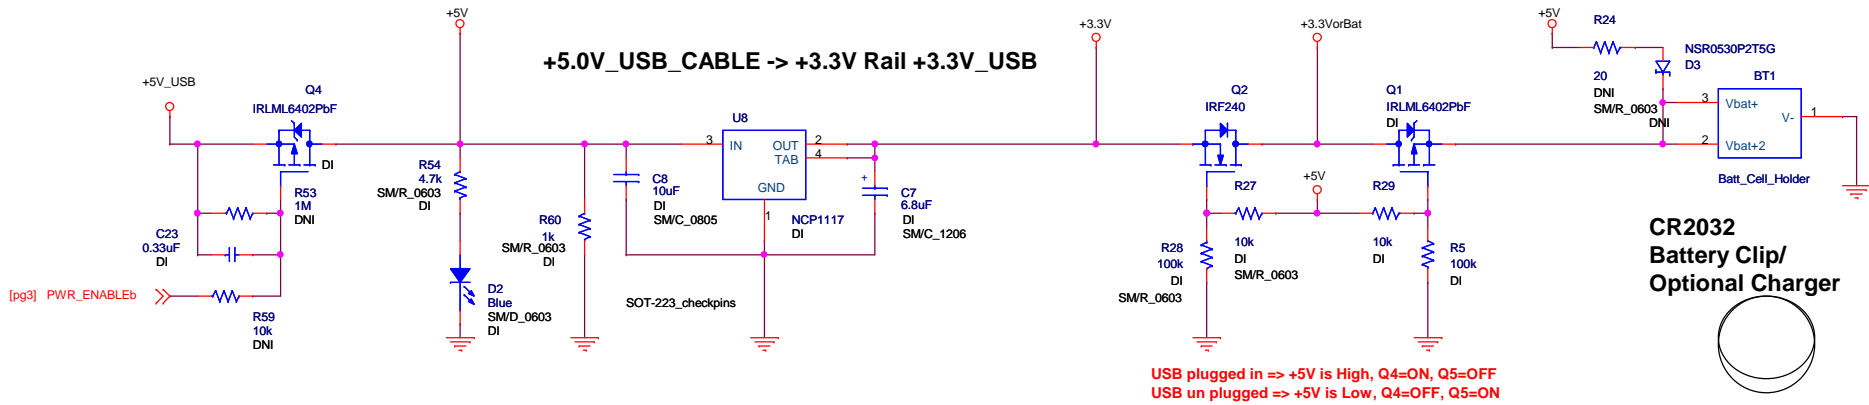 +5V
+3.3V
+3.3VorBat
+5V
R24
+5.0V_USB_CABLE -> +3.3V Rail +3.3V_USB
NSR0530P2T5G
D3
20
DNI
SM/R_0603
DNI
BT1
3
Vbat+
V-
1
2
Vbat+2
Batt_Cell_Holder
+5V_USB
Q4
IRLML6402PbF
DI
R53
1M
DNI
C23
0.33uF
DI
[pg3] PWR_ENABLEb
R59
10k
DNI
R54
4.7k
SM/R_0603
DI
D2
Blue
SM/D_0603
DI
R60
1k
SM/R_0603
DI
C8
10uF
DI
SM/C_0805
U8
3
IN
OUT
2
TAB
4
GND
1
NCP1117
DI
SOT-223_checkpins
+
C7
6.8uF
DI
SM/C_1206
Q2
IRF240
Q1
IRLML6402PbF
DI
R27
+5V
R29
10k
DI
SM/R_0603
10k
DI
R28
100k
DI
SM/R_0603
R5
100k
DI
CR2032
Battery Clip/
Optional Charger
USB plugged in => +5V is High, Q4=ON, Q5=OFF
USB un plugged => +5V is Low, Q4=OFF, Q5=ON